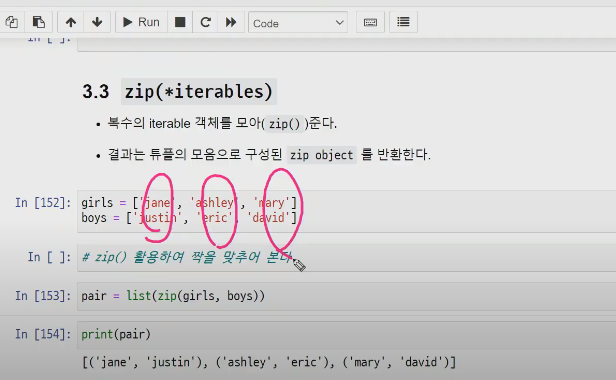 Run
Code
In [ ]:
3.3 zip(*iterables)
• 복수의 iterable 객체를 모아( zip() )준다.
• 결과는 튜플의 모음으로 구성된 zip object 를 반환한다.
In [152]: girls = ['jane', 'ashley', 'mary']
boys = ['justin', 'eric', 'david']
In [ ]: # zip() 활용하여 짝을 맞추어 본다.
In [153]: pair = list(zip(girls, boys))
In [154]: print(pair)
[('jane', 'justin'), ('ashley', 'eric'), ('mary', 'david')]